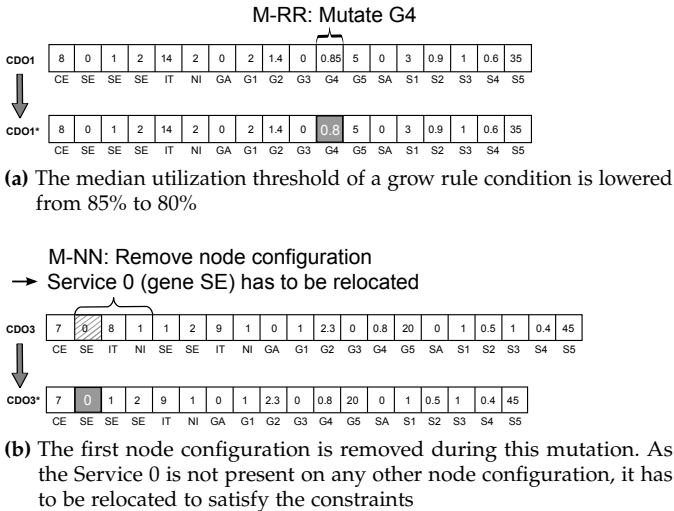 M-RR: Mutate G4
CDO1 8 0 1 2 14 2 0 2 1.4 0 0.85 5 0 3 0.9 1 0.6 35
CE SE SE SE IT NI GA G1 G2 G3 G4 G5 SA S1 S2 S3 S4 S5
CDO1* 8 0 1 2 14 2 0 2 1.4 0 0.8 5 0 3 0.9 1 0.6 35
CE SE SE SE IT NI GA G1 G2 G3 G4 G5 SA S1 S2 S3 S4 S5
(a) The median utilization threshold of a grow rule condition is lowered
from 85% to 80%
M-NN: Remove node configuration
→ Service 0 (gene SE) has to be relocated
CDO3 7 0 8 1 1 2 9 1 0 1 2.3 0 0.8 20 0 1 0.5 1 0.4 45
CE SE IT NI SE SE IT NI GA G1 G2 G3 G4 G5 SA S1 S2 S3 S4 S5
CDO3* 7 0 1 2 9 1 0 1 2.3 0 0.8 20 0 1 0.5 1 0.4 45
CE SE SE SE IT NI GA G1 G2 G3 G4 G5 SA S1 S2 S3 S4 S5
(b) The first node configuration is removed during this mutation. As
the Service 0 is not present on any other node configuration, it has
to be relocated to satisfy the constraints